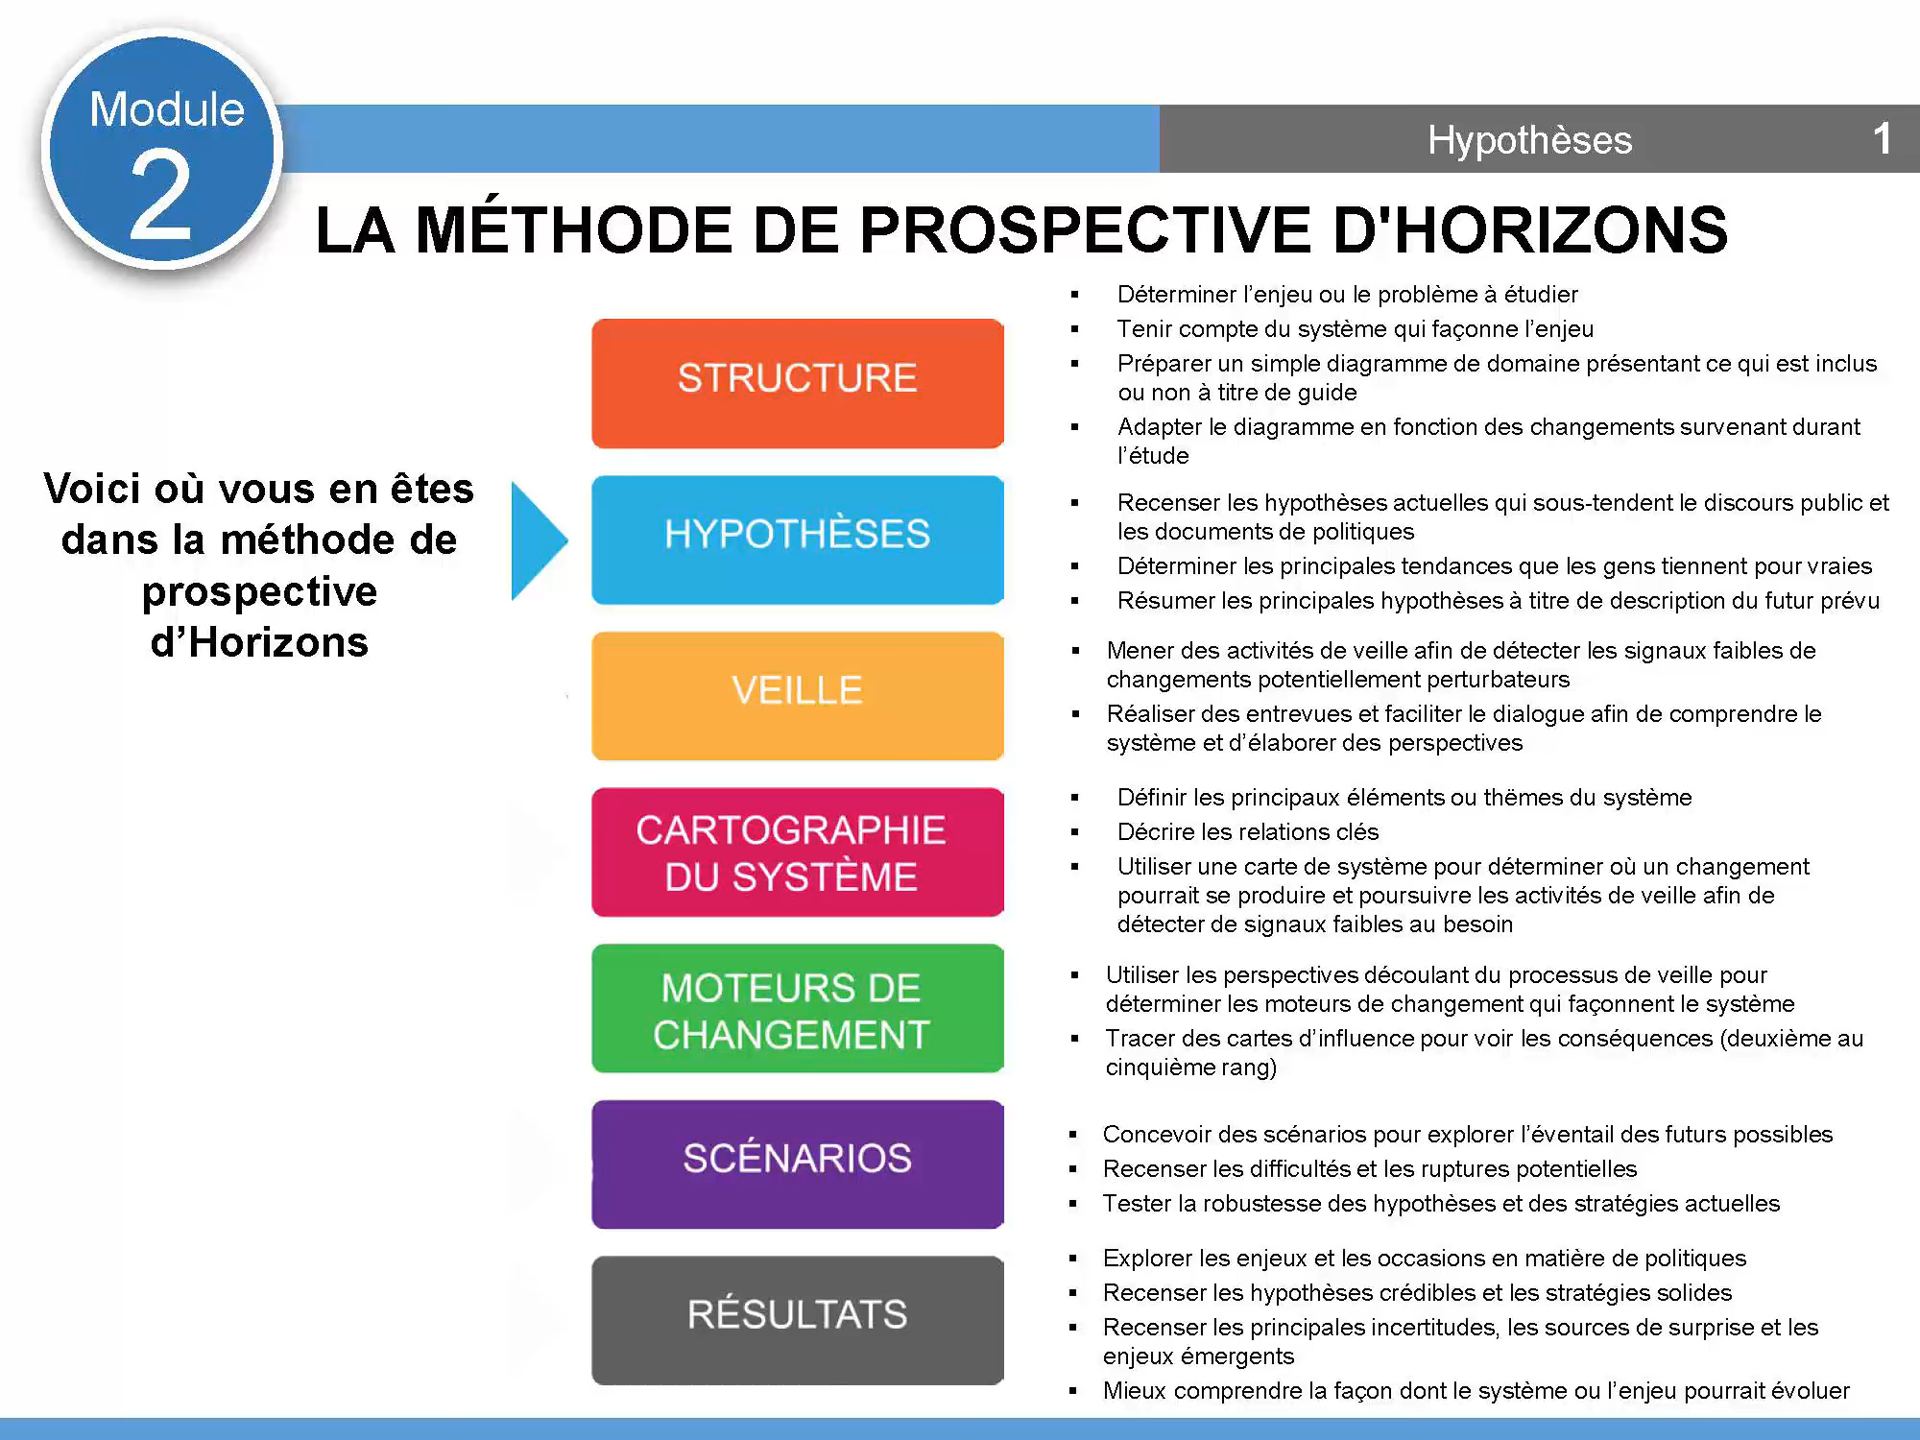 Module
2
Hypothèses
1
LA MÉTHODE DE PROSPECTIVE D'HORIZONS
Voici où vous en êtes
dans la méthode de
prospective
d’Horizons
STRUCTURE
▪ Déterminer l’enjeu ou le problème à étudier
▪ Tenir compte du système qui façonne l’enjeu
▪ Préparer un simple diagramme de domaine présentant ce qui est inclus
ou non à titre de guide
▪ Adapter le diagramme en fonction des changements survenant durant
l’étude
HYPOTHÈSES
▪ Recenser les hypothèses actuelles qui sous-tendent le discours public et
les documents de politiques
▪ Déterminer les principales tendances que les gens tiennent pour vraies
▪ Résumer les principales hypothèses à titre de description du futur prévu
VEILLE
▪ Mener des activités de veille afin de détecter les signaux faibles de
changements potentiellement perturbateurs
▪ Réaliser des entrevues et faciliter le dialogue afin de comprendre le
système et d’élaborer des perspectives
CARTOGRAPHIE
DU SYSTÈME
▪ Définir les principaux éléments ou thëmes du système
▪ Décrire les relations clés
▪ Utiliser une carte de système pour déterminer où un changement
pourrait se produire et poursuivre les activités de veille afin de
détecter de signaux faibles au besoin
MOTEURS DE
CHANGEMENT
▪ Utiliser les perspectives découlant du processus de veille pour
déterminer les moteurs de changement qui façonnent le système
▪ Tracer des cartes d’influence pour voir les conséquences (deuxième au
cinquième rang)
SCÉNARIOS
▪ Concevoir des scénarios pour explorer l’éventail des futurs possibles
▪ Recenser les difficultés et les ruptures potentielles
▪ Tester la robustesse des hypothèses et des stratégies actuelles
RÉSULTATS
▪ Explorer les enjeux et les occasions en matière de politiques
▪ Recenser les hypothèses crédibles et les stratégies solides
▪ Recenser les principales incertitudes, les sources de surprise et les
enjeux émergents
▪ Mieux comprendre la façon dont le système ou l’enjeu pourrait évoluer